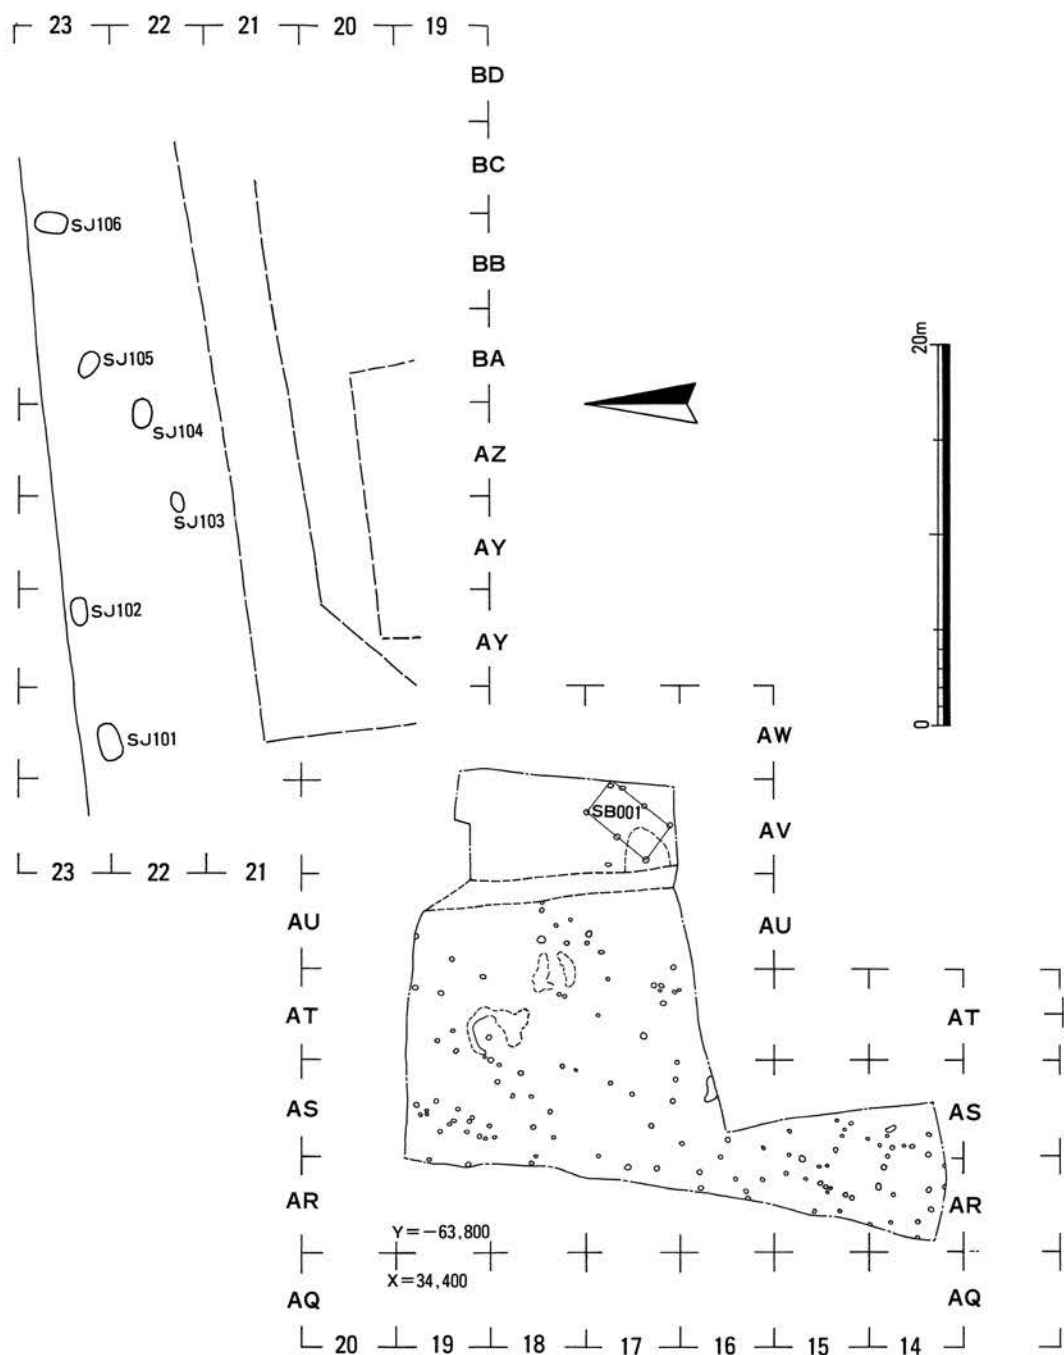 23 22 21 20 19
BD
BC
SJ106
BB
SJ105
BA
SJ104
AZ
SJ103
AY
SJ102
AY
SJ101
20m
0
AW
SB001
AV
23 22 21
AU AU
AT AT
AS AS
AR AR
Y=-63,800
X=34,400
AQ AQ
20 19 18 17 16 15 14